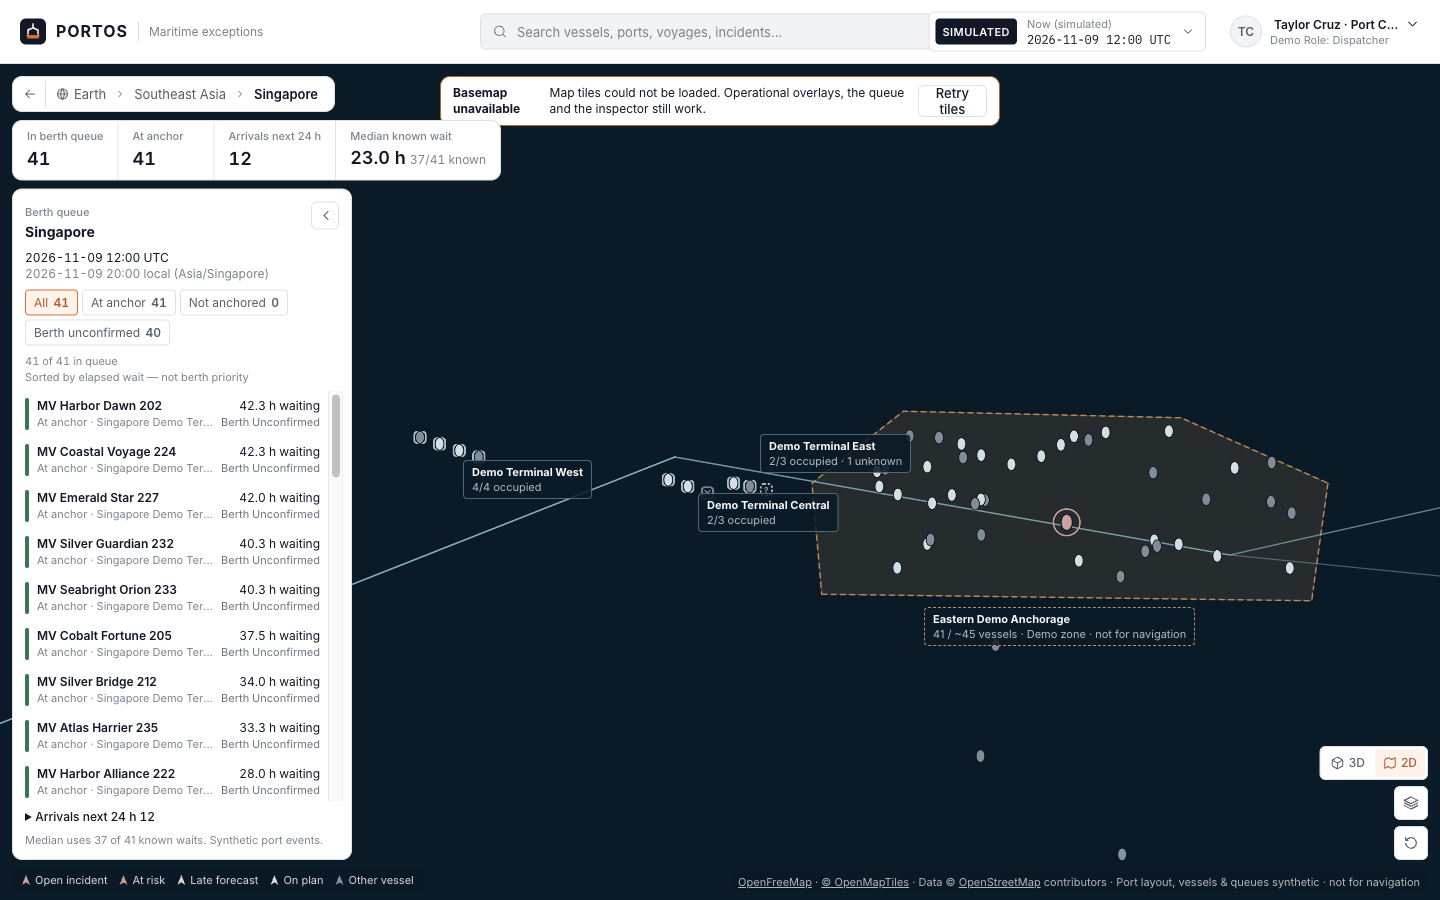 PORTOS
Maritime exceptions
Search vessels, ports, voyages, incidents...
SIMULATED
Now (simulated)
2026-11-09 12:00 UTC
TC
Taylor Cruz · Port C...
Demo Role: Dispatcher
Earth
Southeast Asia
Singapore
Basemap unavailable
Map tiles could not be loaded. Operational overlays, the queue
and the inspector still work.
Retry
tiles
In berth queue
41
At anchor
41
Arrivals next 24 h
12
Median known wait
23.0 h 37/41 known
Berth queue
Singapore
2026-11-09 12:00 UTC
2026-11-09 20:00 local (Asia/Singapore)
All 41
At anchor 41
Not anchored 0
Berth unconfirmed 40
41 of 41 in queue
Sorted by elapsed wait — not berth priority
MV Harbor Dawn 202 42.3 h waiting
At anchor · Singapore Demo Ter... Berth Unconfirmed
MV Coastal Voyage 224 42.3 h waiting
At anchor · Singapore Demo Ter... Berth Unconfirmed
MV Emerald Star 227 42.0 h waiting
At anchor · Singapore Demo Ter... Berth Unconfirmed
MV Silver Guardian 232 40.3 h waiting
At anchor · Singapore Demo Ter... Berth Unconfirmed
MV Seabright Orion 233 40.3 h waiting
At anchor · Singapore Demo Ter... Berth Unconfirmed
MV Cobalt Fortune 205 37.5 h waiting
At anchor · Singapore Demo Ter... Berth Unconfirmed
MV Silver Bridge 212 34.0 h waiting
At anchor · Singapore Demo Ter... Berth Unconfirmed
MV Atlas Harrier 235 33.3 h waiting
At anchor · Singapore Demo Ter... Berth Unconfirmed
MV Harbor Alliance 222 28.0 h waiting
At anchor · Singapore Demo Ter... Berth Unconfirmed
Arrivals next 24 h 12
Median uses 37 of 41 known waits. Synthetic port events.
Demo Terminal West
4/4 occupied
Demo Terminal East
2/3 occupied · 1 unknown
Demo Terminal Central
2/3 occupied
?
Eastern Demo Anchorage
41 / ~45 vessels · Demo zone · not for navigation
3D
2D
Open incident
At risk
Late forecast
On plan
Other vessel
OpenFreeMap · © OpenMapTiles · Data © OpenStreetMap contributors · Port layout, vessels & queues synthetic · not for navigation